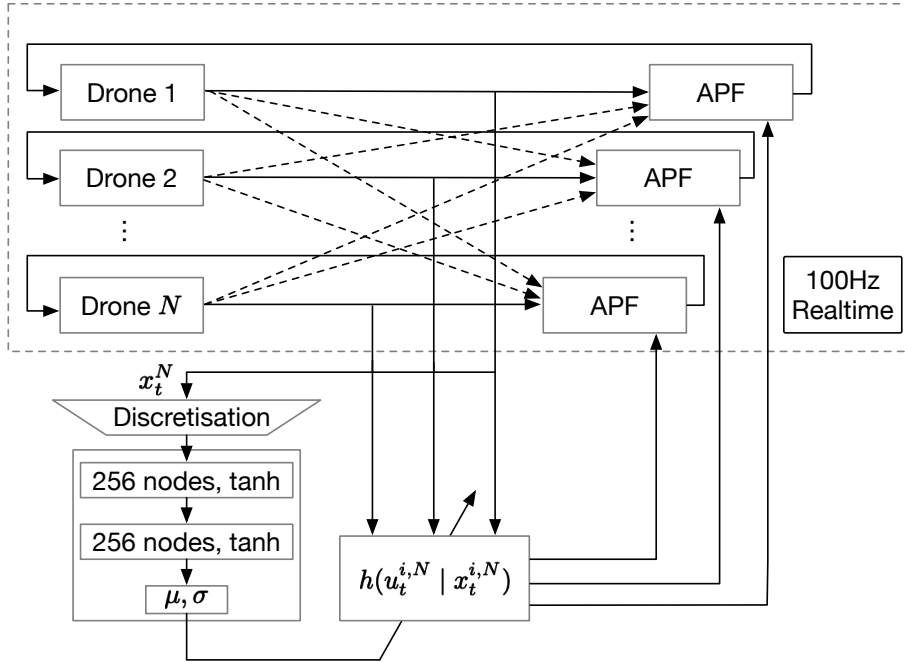 Drone 1
APF
Drone 2
APF
⋮
⋮
Drone N
APF
100Hz
Realtime
x_t^N
Discretisation
256 nodes, tanh
256 nodes, tanh
μ, σ
h(u_t^{i,N} | x_t^{i,N})